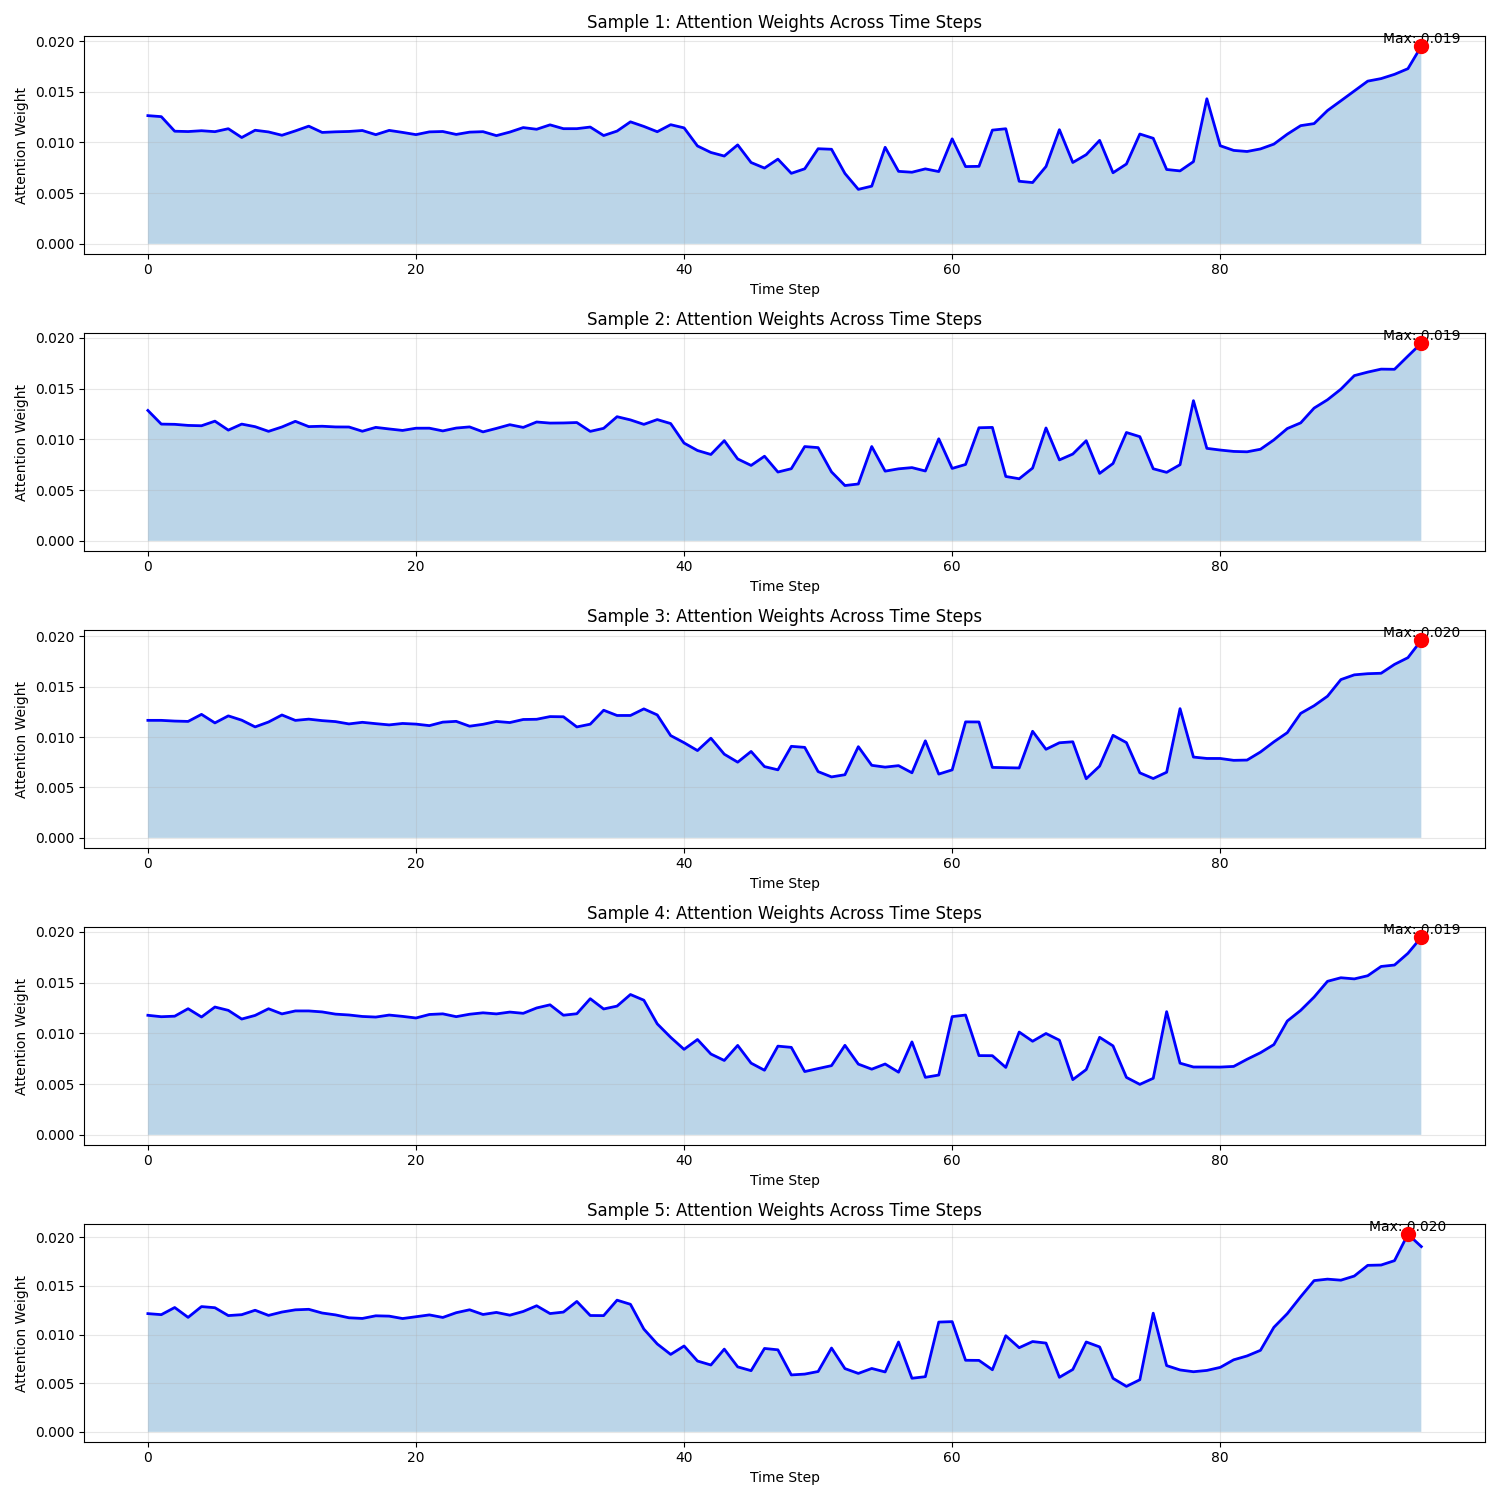 Sample 1: Attention Weights Across Time Steps
Max: 0.019
0.020
0.015
0.010
0.005
0.000
Attention Weight
0 20 40 60 80
Time Step
Sample 2: Attention Weights Across Time Steps
Max: 0.019
0.020
0.015
0.010
0.005
0.000
Attention Weight
0 20 40 60 80
Time Step
Sample 3: Attention Weights Across Time Steps
Max: 0.020
0.020
0.015
0.010
0.005
0.000
Attention Weight
0 20 40 60 80
Time Step
Sample 4: Attention Weights Across Time Steps
Max: 0.019
0.020
0.015
0.010
0.005
0.000
Attention Weight
0 20 40 60 80
Time Step
Sample 5: Attention Weights Across Time Steps
Max: 0.020
0.020
0.015
0.010
0.005
0.000
Attention Weight
0 20 40 60 80
Time Step